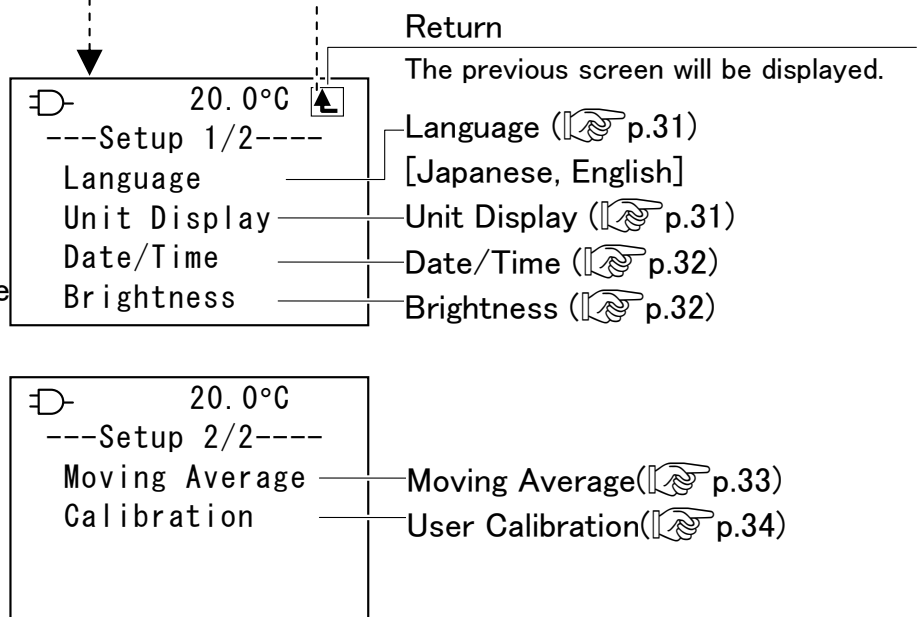 Return
The previous screen will be displayed.
20.0°C
---Setup 1/2----
Language
Unit Display
Date/Time
Brightness
Language (p.31)
[Japanese, English]
Unit Display (p.31)
Date/Time (p.32)
Brightness (p.32)
e
20.0°C
---Setup 2/2----
Moving Average
Calibration
Moving Average(p.33)
User Calibration(p.34)